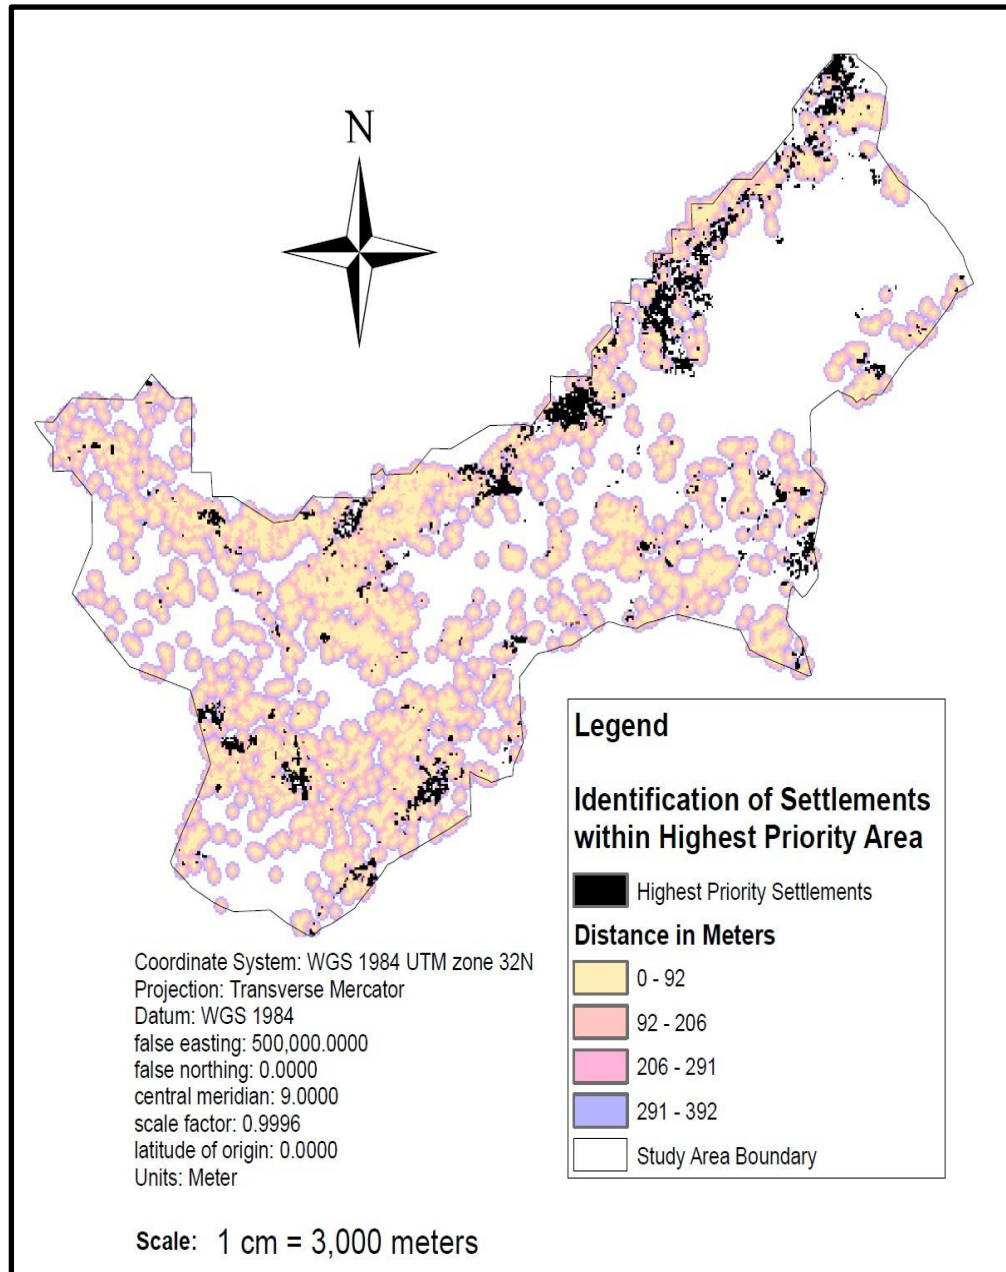 N
Legend
Identification of Settlements
within Highest Priority Area
Highest Priority Settlements
Distance in Meters
0 - 92
92 - 206
206 - 291
291 - 392
Study Area Boundary
Coordinate System: WGS 1984 UTM zone 32N
Projection: Transverse Mercator
Datum: WGS 1984
false easting: 500,000.0000
false northing: 0.0000
central meridian: 9.0000
scale factor: 0.9996
latitude of origin: 0.0000
Units: Meter
Scale: 1 cm = 3,000 meters